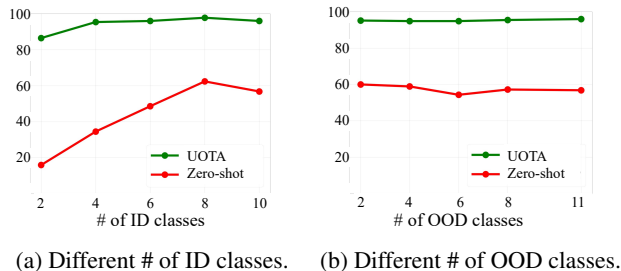 100
80
60
40
20
UOTA
Zero-shot
2 4 6 8 10
# of ID classes
(a) Different # of ID classes.
100
80
60
40
20
UOTA
Zero-shot
2 4 6 8 11
# of OOD classes
(b) Different # of OOD classes.